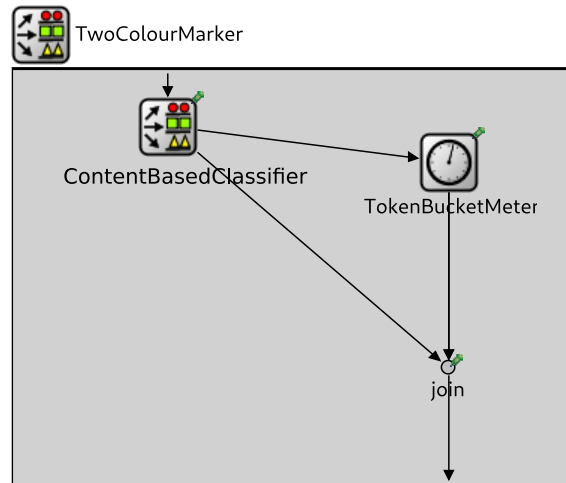 TwoColourMarker
ContentBasedClassifier
TokenBucketMeter
join